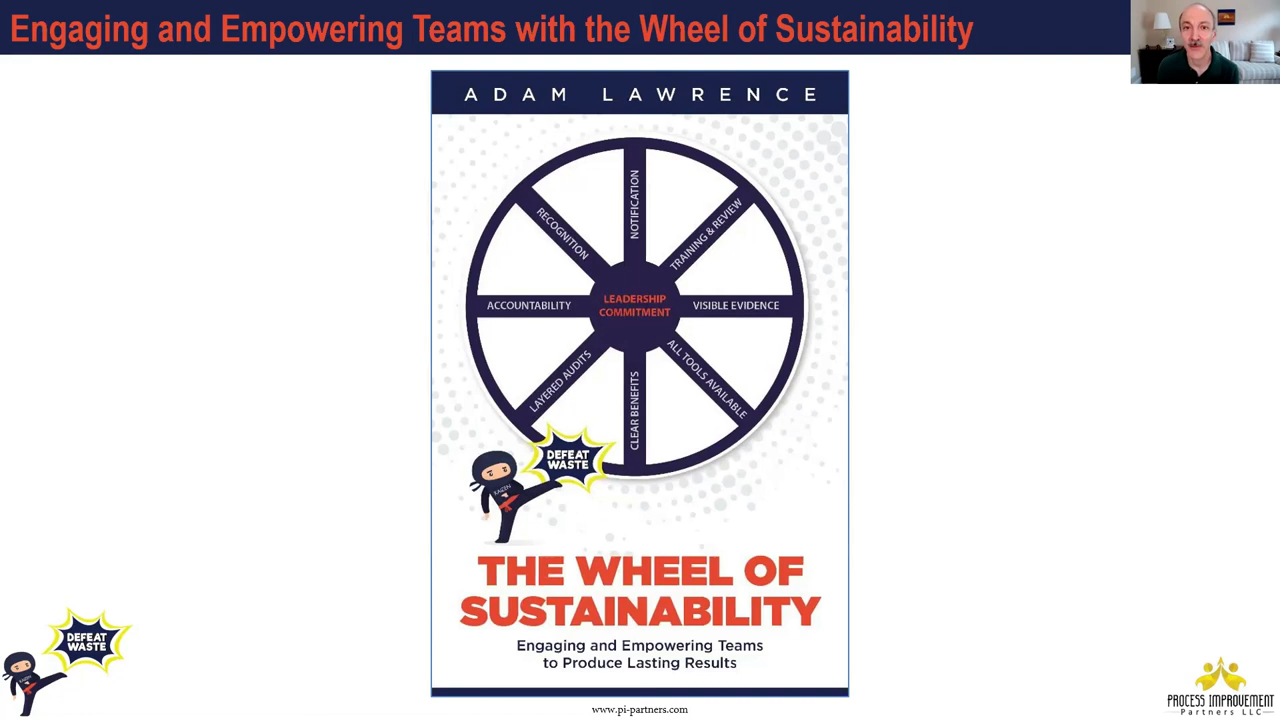 Engaging and Empowering Teams with the Wheel of Sustainability
ADAM LAWRENCE
NOTIFICATION
RECOGNITION
TRAINING & REVIEW
ACCOUNTABILITY
LEADERSHIP
COMMITMENT
VISIBLE EVIDENCE
LAYERED AUDITS
CLEAR BENEFITS
ALL TOOLS AVAILABLE
DEFEAT
WASTE
KAIZEN
THE WHEEL OF
SUSTAINABILITY
Engaging and Empowering Teams
to Produce Lasting Results
DEFEAT
WASTE
KAIZEN
www.pi-partners.com
PROCESS IMPROVEMENT
Partners LLC